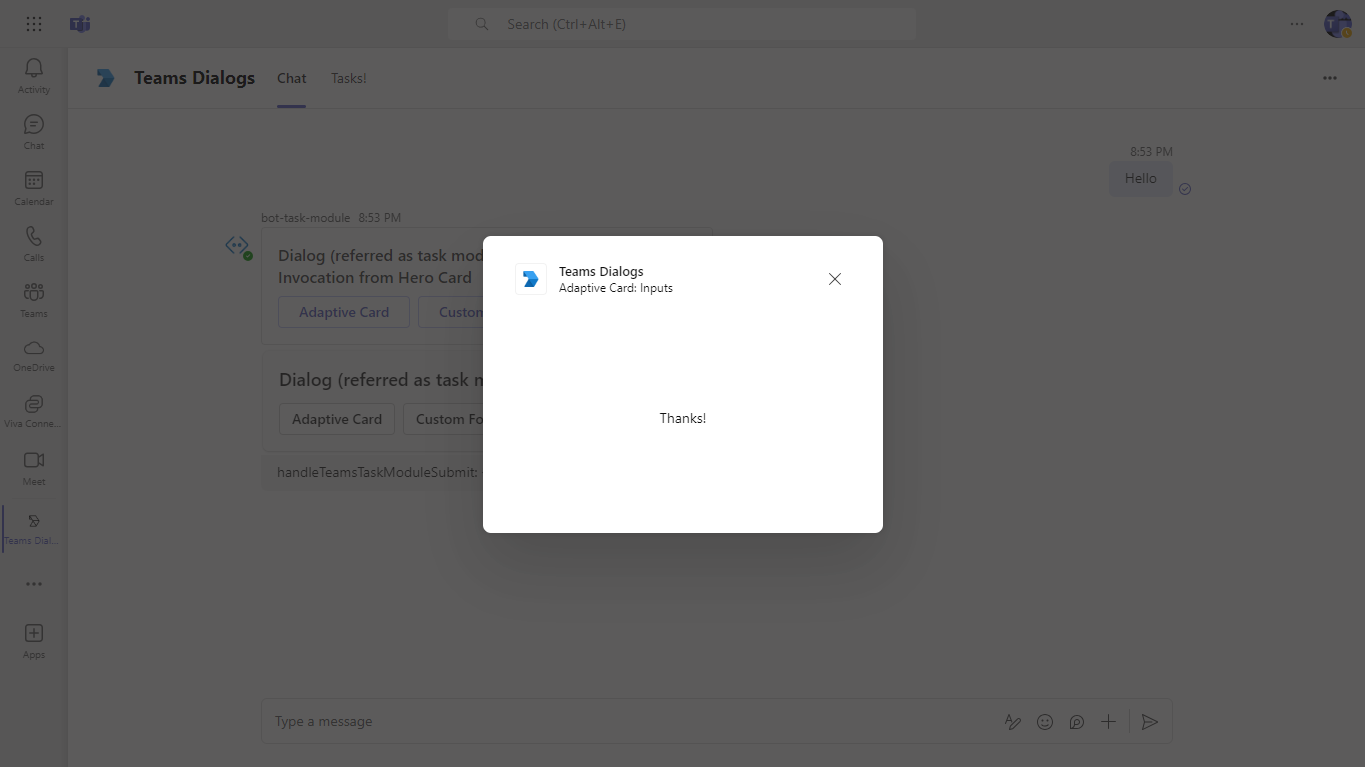 Search (Ctrl+Alt+E)
Activity
Chat
Calendar
Calls
Teams
OneDrive
Viva Conne...
Meet
Teams Dial...
Apps
Teams Dialogs
Chat
Tasks!
8:53 PM
Hello
bot-task-module 8:53 PM
Dialog (referred as task mod
Invocation from Hero Card
Adaptive Card
Custom
Dialog (referred as task m
Adaptive Card
Custom Fo
handleTeamsTaskModuleSubmit:
Teams Dialogs
Adaptive Card: Inputs
Thanks!
Type a message